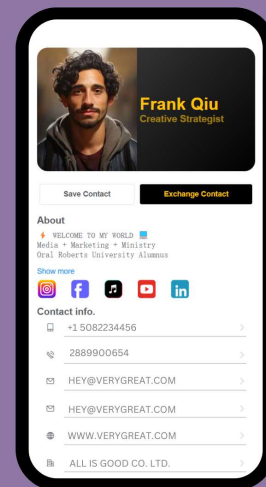 Frank Qiu
Creative Strategist
Save Contact
Exchange Contact
About
⚡ WELCOME TO MY WORLD
Media + Marketing + Ministry
Oral Roberts University Alumnus
Show more
Contact info.
+1 5082234456
2889900654
HEY@VERYGREAT.COM
HEY@VERYGREAT.COM
WWW.VERYGREAT.COM
ALL IS GOOD CO. LTD.